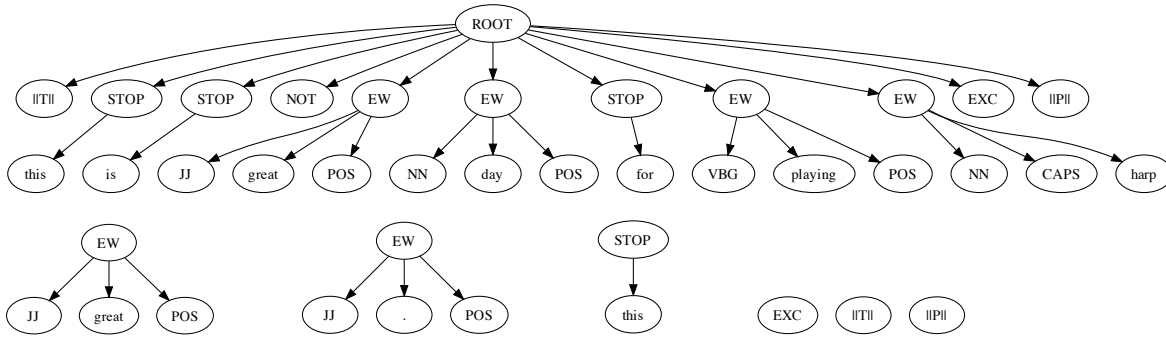 ROOT
||T|| STOP STOP NOT EW EW STOP EW EW EXC ||P||
this is JJ great POS NN day POS for VBG playing POS NN CAPS harp
EW EW STOP
JJ great POS JJ . POS this EXC ||T|| ||P||